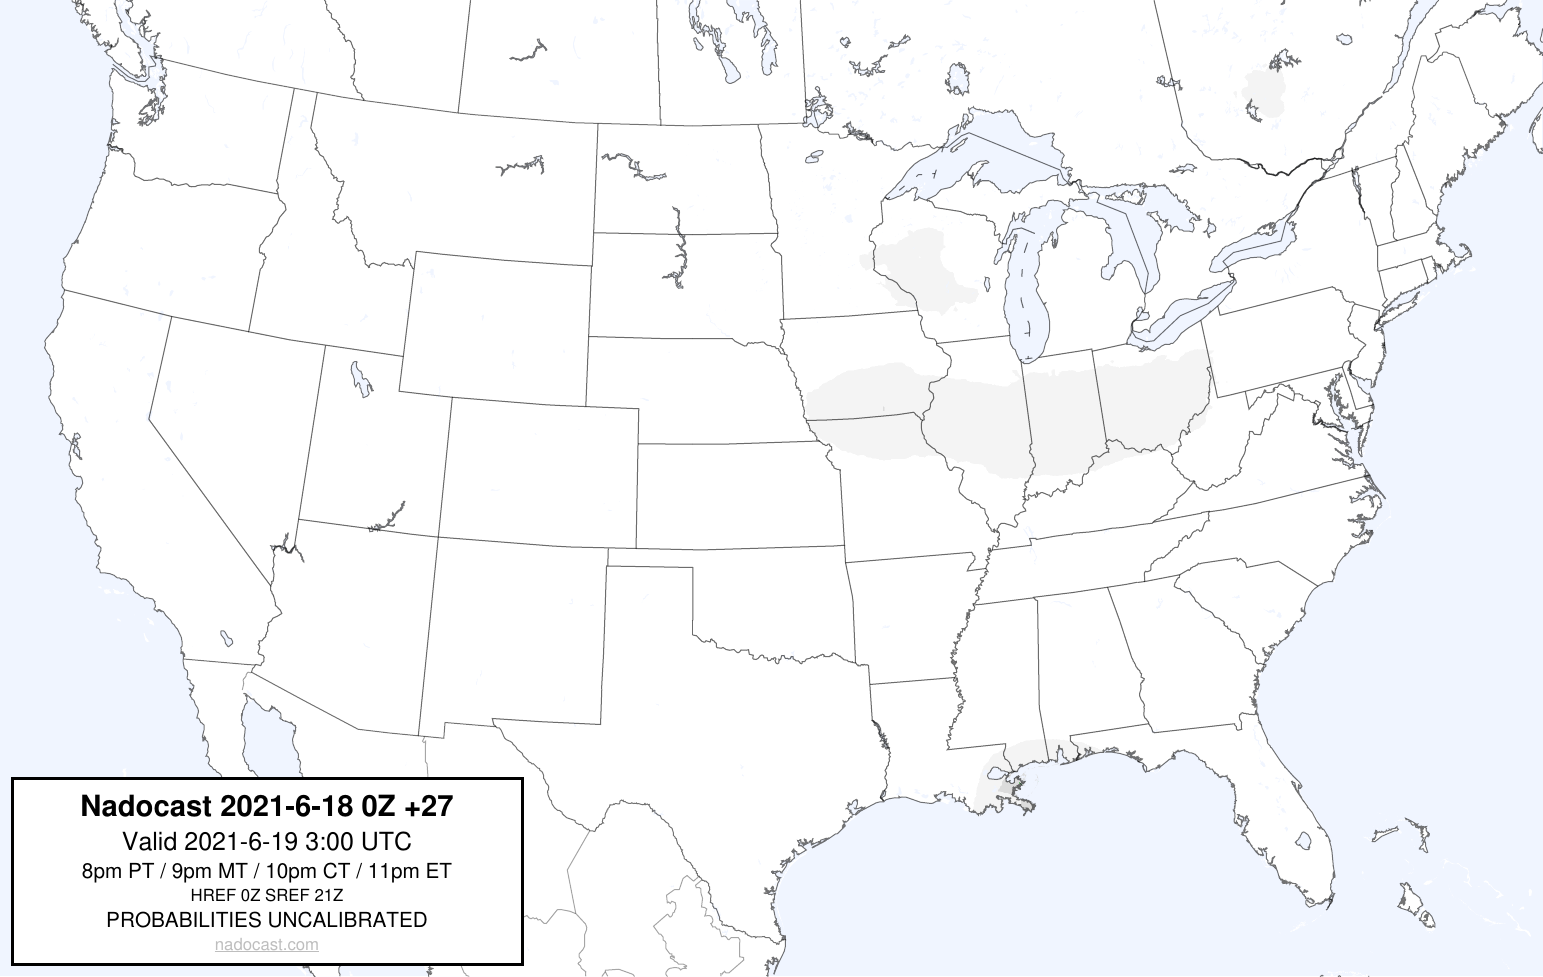 Nadocast 2021-6-18 0Z +27
Valid 2021-6-19 3:00 UTC
8pm PT / 9pm MT / 10pm CT / 11pm ET
HREF 0Z SREF 21Z
PROBABILITIES UNCALIBRATED
nadocast.com